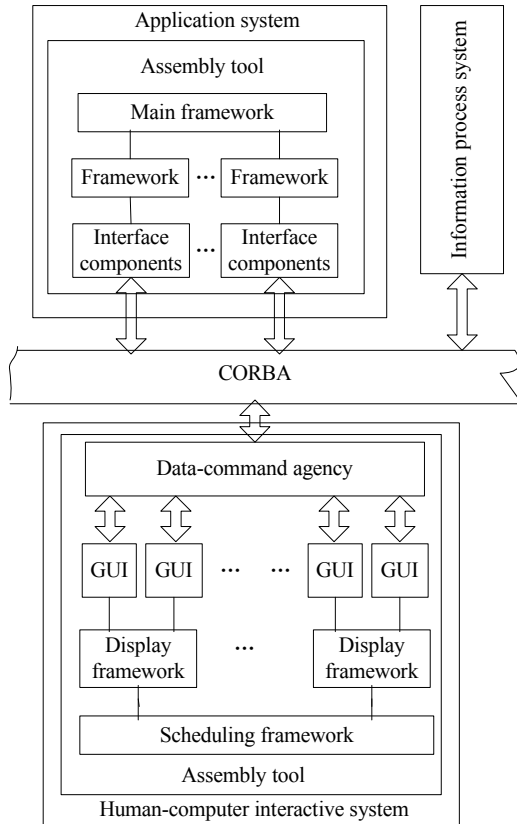 Application system
Assembly tool
Main framework
Framework ... Framework
Interface components ... Interface components
Information process system
CORBA
Data-command agency
GUI GUI ... ... GUI GUI
Display framework ... Display framework
Scheduling framework
Assembly tool
Human-computer interactive system